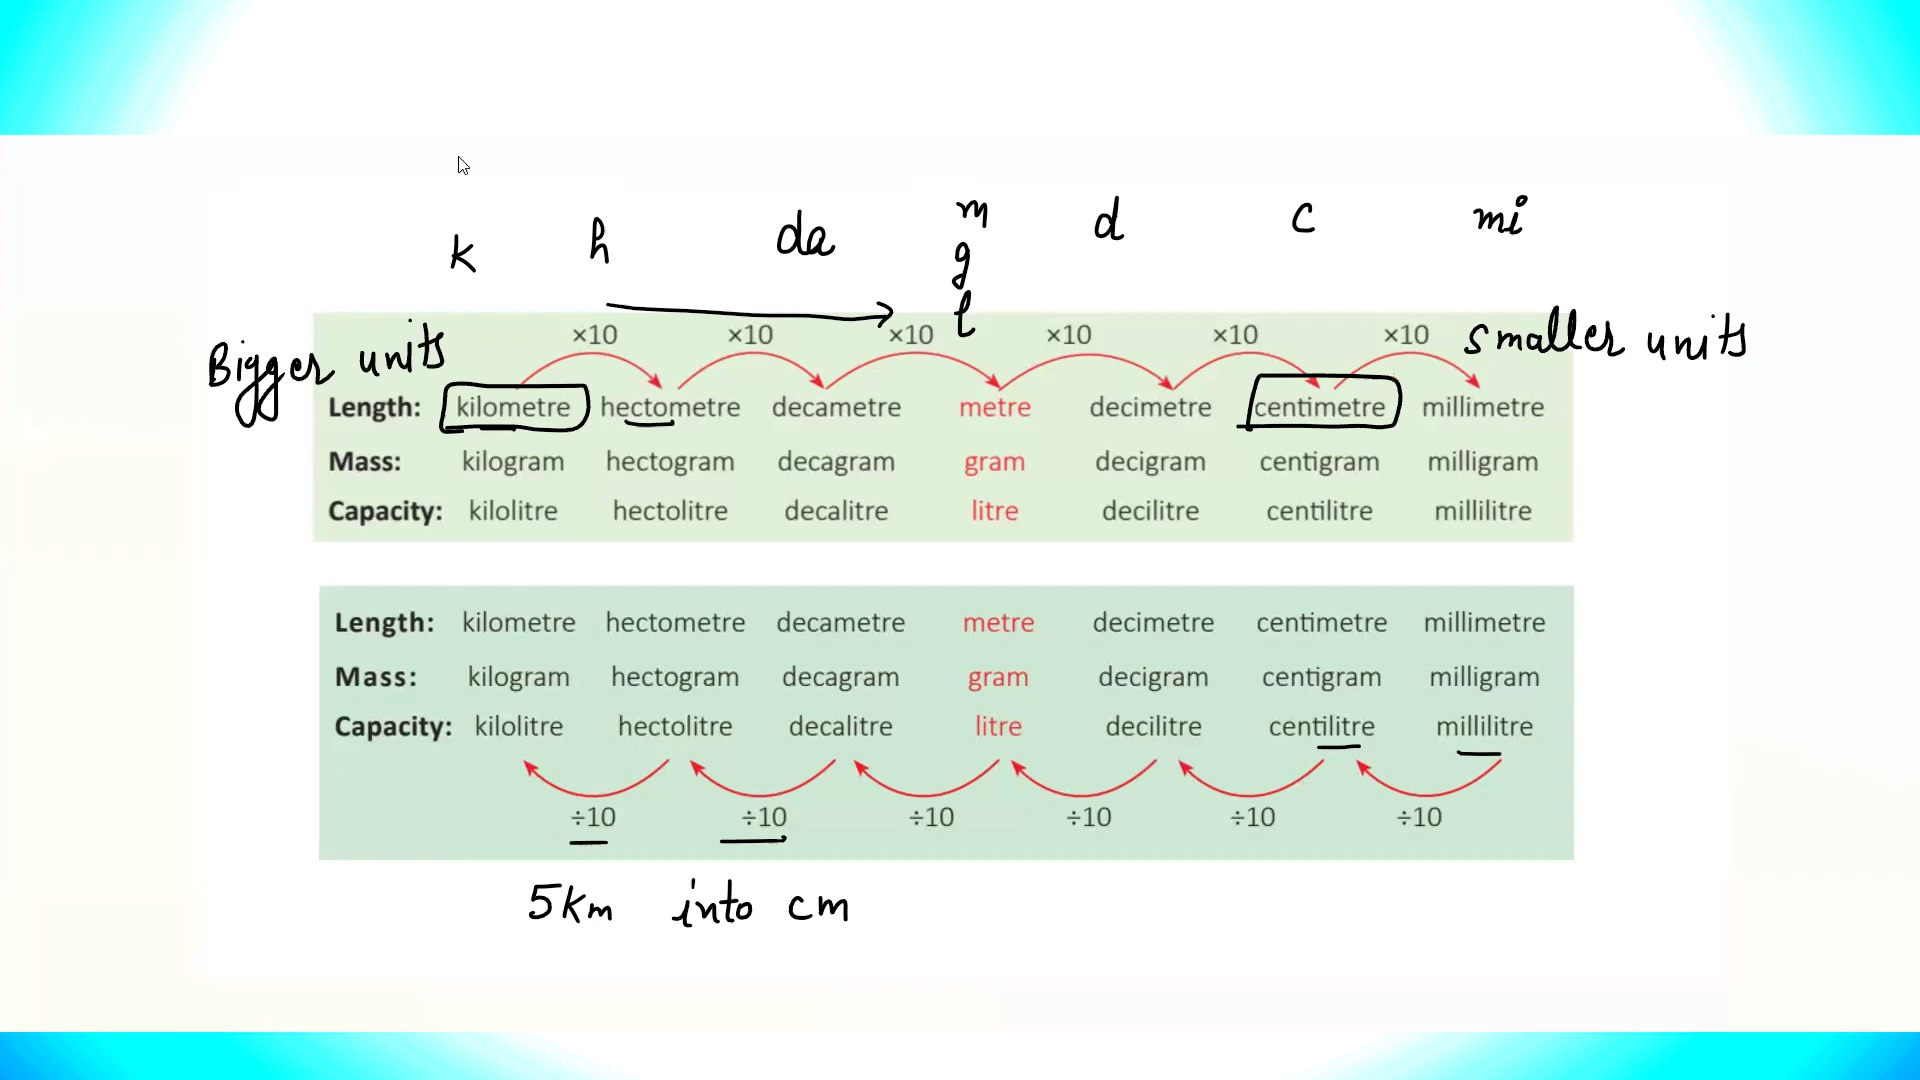 k h da m d c mi
g
l
Bigger units ×10 ×10 ×10 ×10 ×10 ×10 smaller units
Length: kilometre hectometre decametre metre decimetre centimetre millimetre
Mass: kilogram hectogram decagram gram decigram centigram milligram
Capacity: kilolitre hectolitre decalitre litre decilitre centilitre millilitre
Length: kilometre hectometre decametre metre decimetre centimetre millimetre
Mass: kilogram hectogram decagram gram decigram centigram milligram
Capacity: kilolitre hectolitre decalitre litre decilitre centilitre millilitre
÷10 ÷10 ÷10 ÷10 ÷10 ÷10
5km into cm